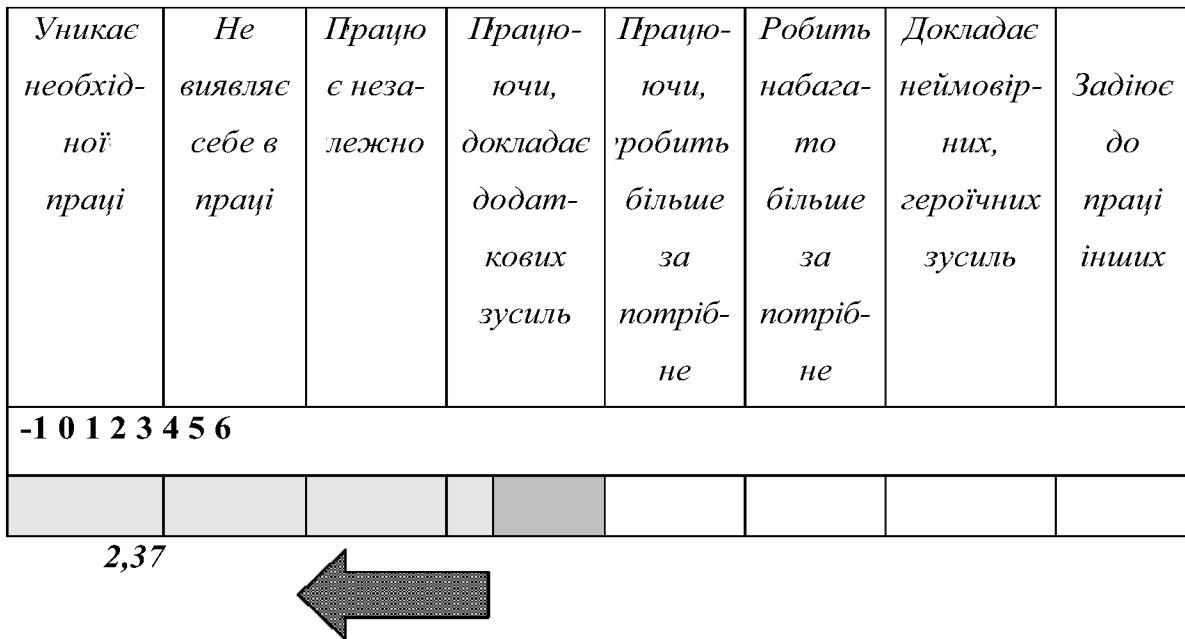 Уникає
необхід-
ної
праці
Не
виявляє
себе в
праці
Працю
є неза-
лежно
Працю-
ючи,
докладає
додат-
кових
зусиль
Працю-
ючи,
робить
більше
за
потріб-
не
Робить
набага-
то
більше
за
потріб-
не
Докладає
неймовір-
них,
героїчних
зусиль
Задіює
до
праці
інших
-1 0 1 2 3 4 5 6
2,37